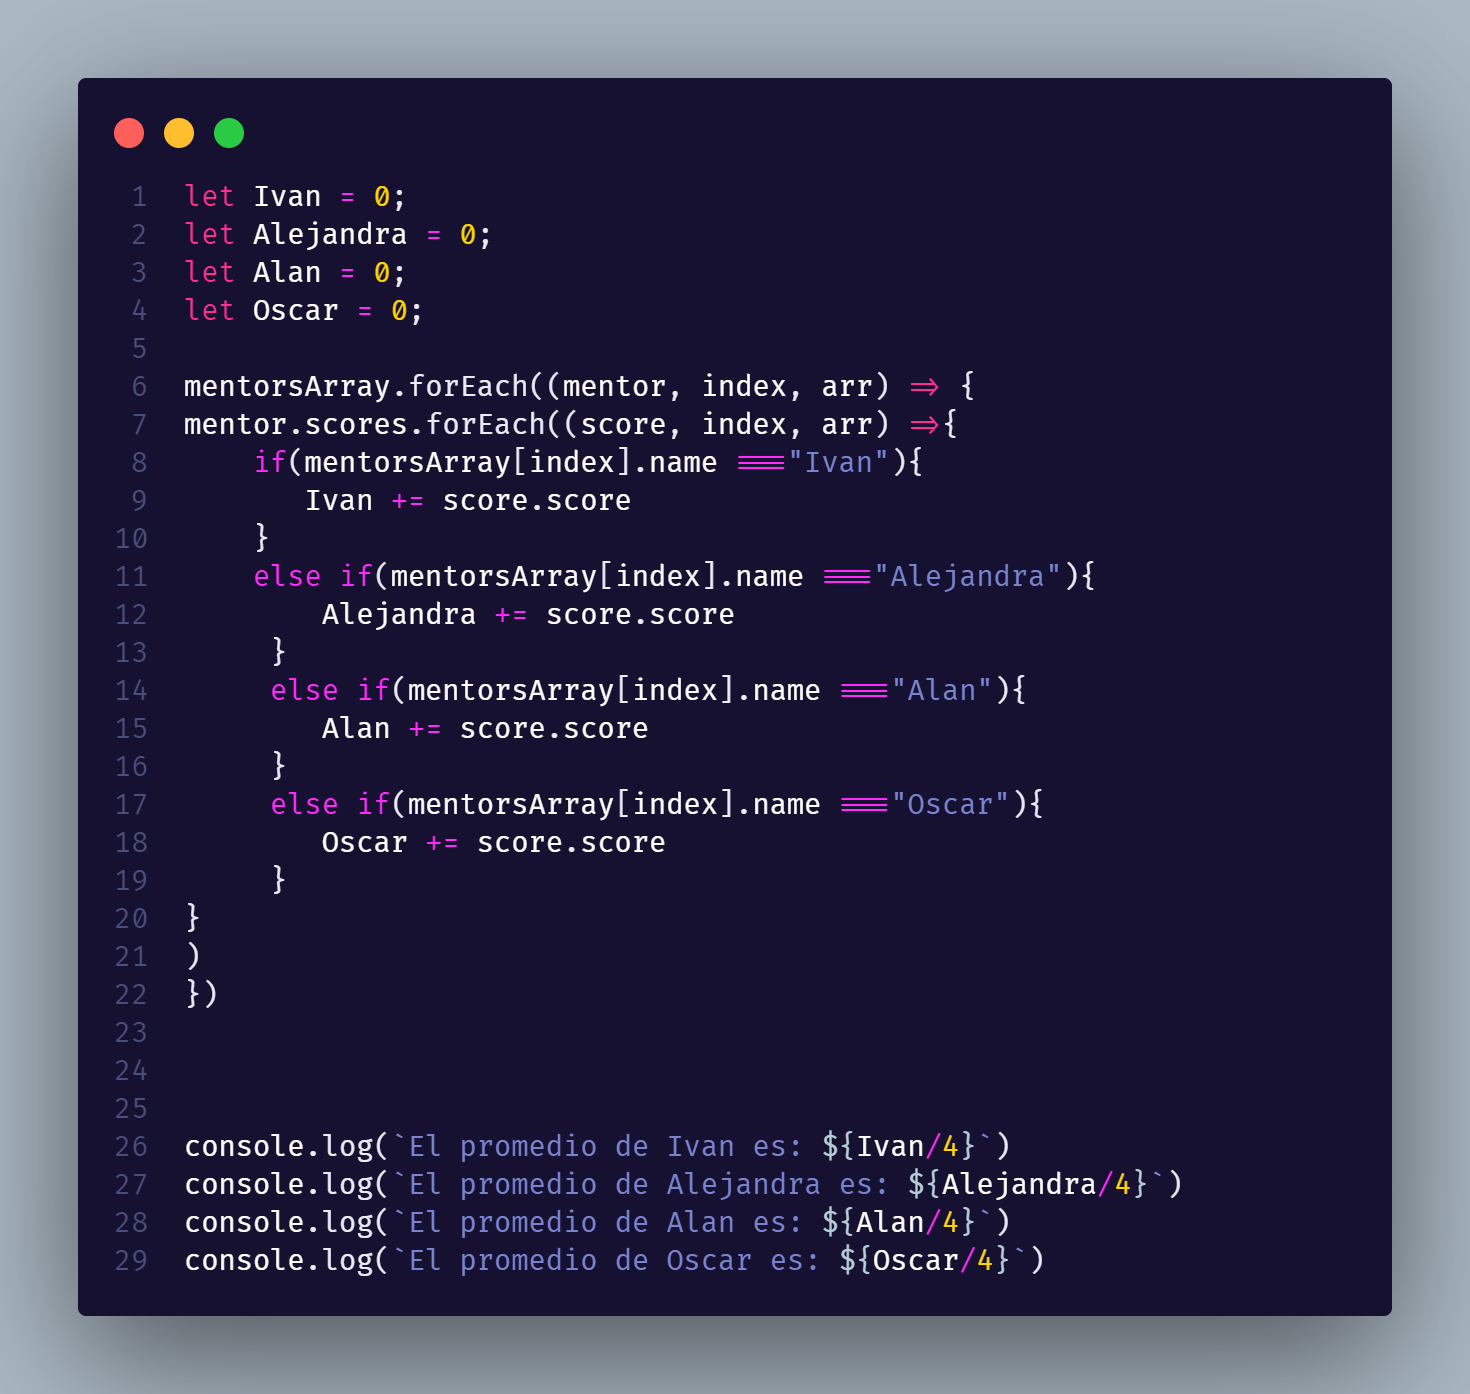 1 let Ivan = 0;
2 let Alejandra = 0;
3 let Alan = 0;
4 let Oscar = 0;
5
6 mentorsArray.forEach((mentor, index, arr) => {
7 mentor.scores.forEach((score, index, arr) =>{
8     if(mentorsArray[index].name ==="Ivan"){
9        Ivan += score.score
10     }
11     else if(mentorsArray[index].name ==="Alejandra"){
12         Alejandra += score.score
13      }
14      else if(mentorsArray[index].name ==="Alan"){
15         Alan += score.score
16      }
17      else if(mentorsArray[index].name ==="Oscar"){
18         Oscar += score.score
19      }
20 }
21 )
22 })
23
24
25
26 console.log(`El promedio de Ivan es: ${Ivan/4}`)
27 console.log(`El promedio de Alejandra es: ${Alejandra/4}`)
28 console.log(`El promedio de Alan es: ${Alan/4}`)
29 console.log(`El promedio de Oscar es: ${Oscar/4}`)